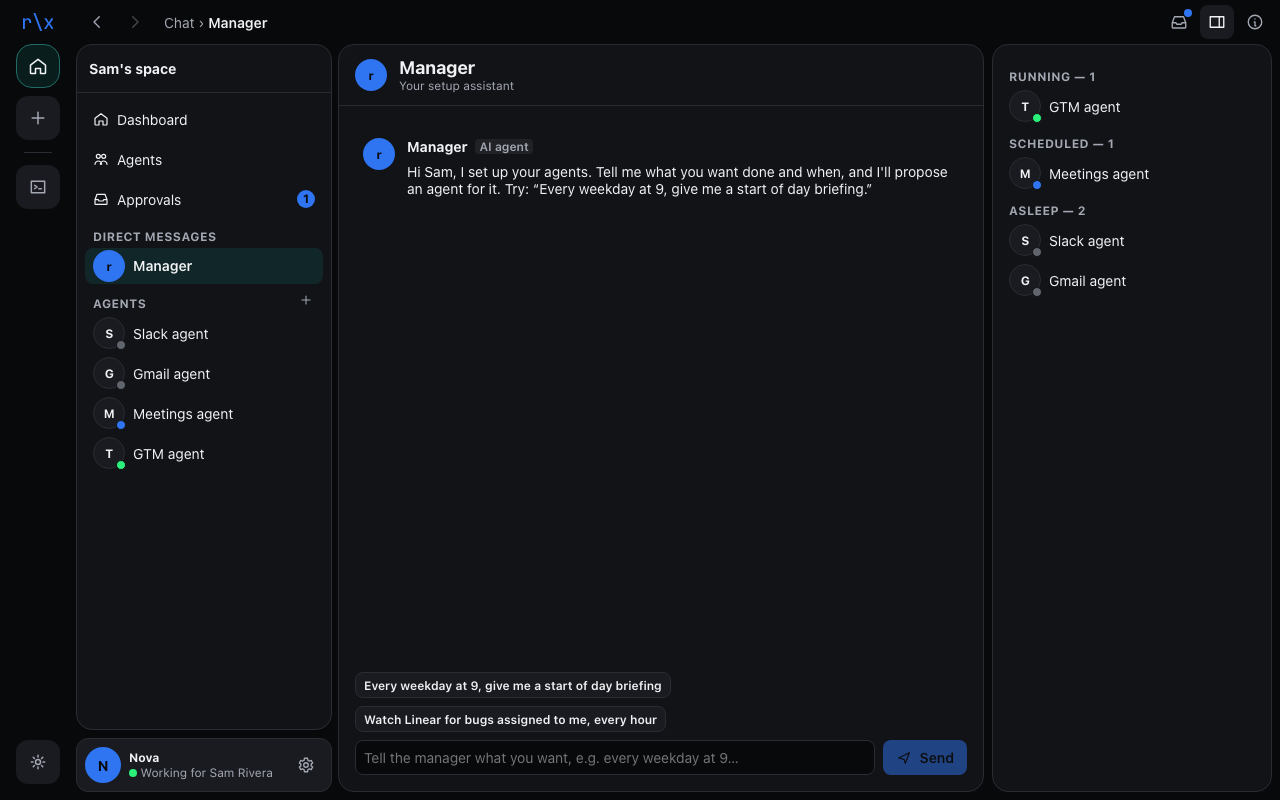 r\x
Chat › Manager
Sam's space
Dashboard
Agents
Approvals
1
DIRECT MESSAGES
r
Manager
AGENTS
S
Slack agent
G
Gmail agent
M
Meetings agent
T
GTM agent
N
Nova
Working for Sam Rivera
r
Manager
Your setup assistant
r
Manager AI agent
Hi Sam, I set up your agents. Tell me what you want done and when, and I'll propose
an agent for it. Try: “Every weekday at 9, give me a start of day briefing.”
Every weekday at 9, give me a start of day briefing
Watch Linear for bugs assigned to me, every hour
Tell the manager what you want, e.g. every weekday at 9...
Send
RUNNING — 1
T
GTM agent
SCHEDULED — 1
M
Meetings agent
ASLEEP — 2
S
Slack agent
G
Gmail agent